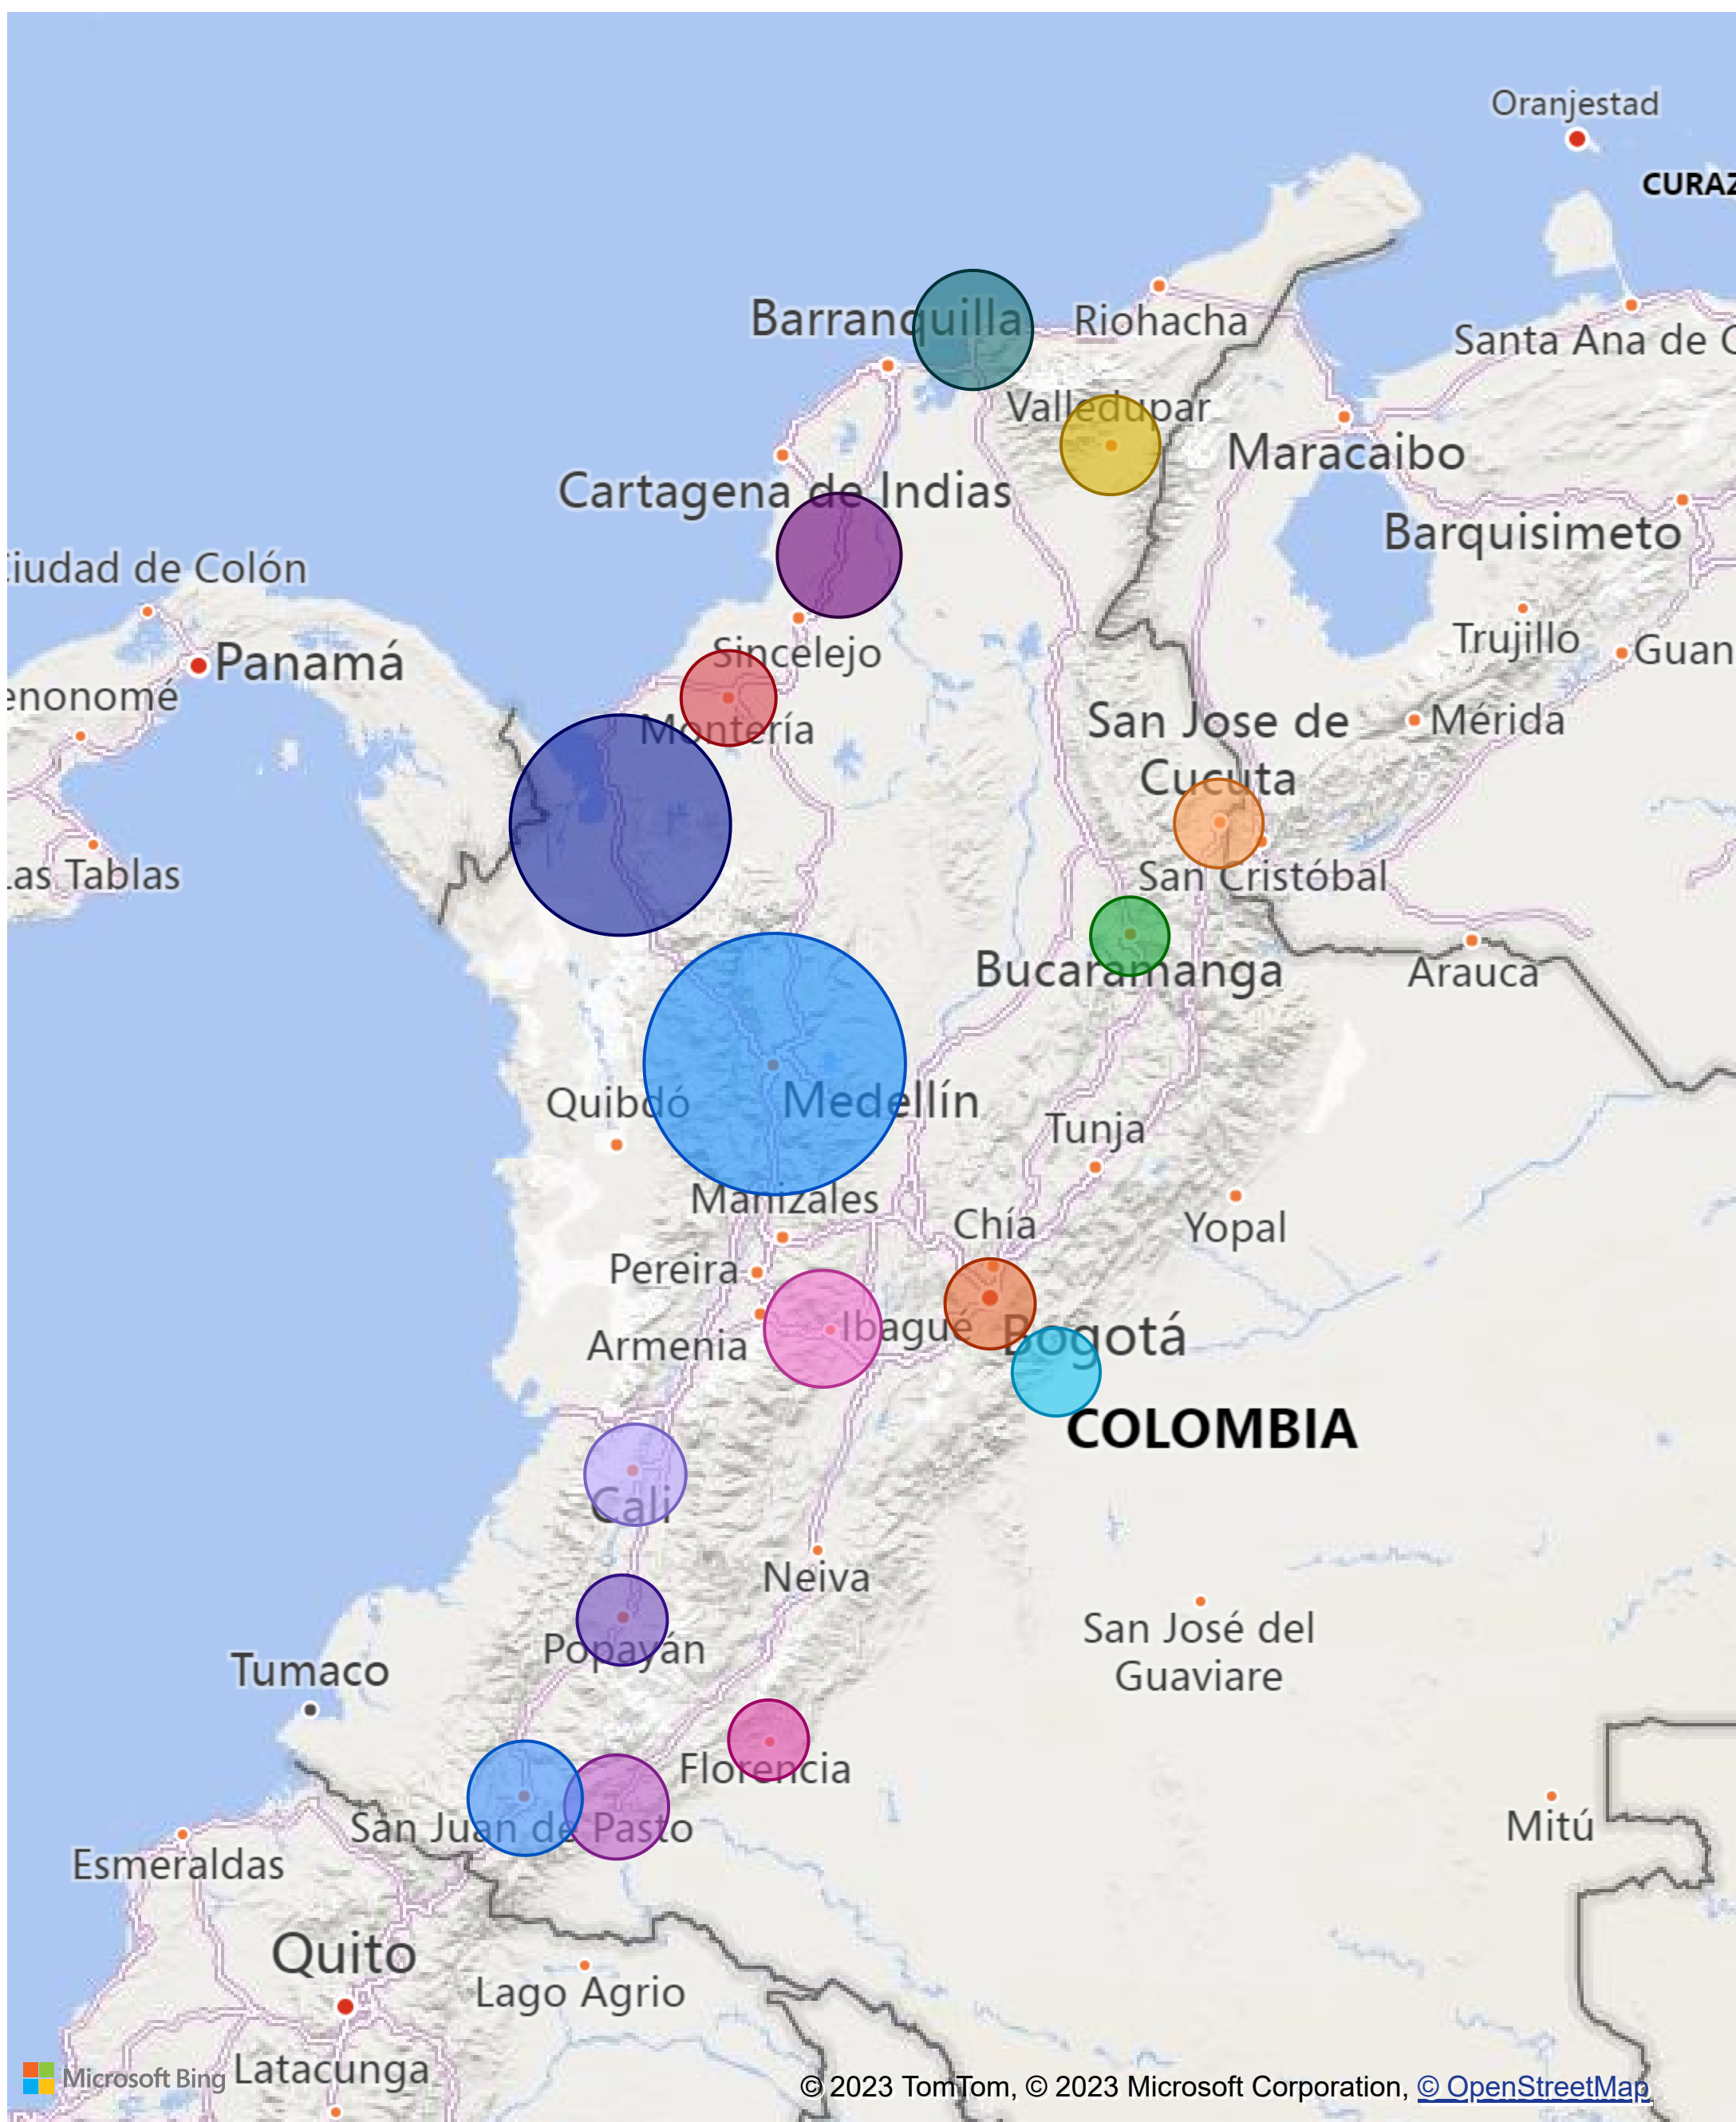 Oranjestad
CURAZ
Barranquilla
Riohacha
Santa Ana de C
Valledupar
Maracaibo
Cartagena de Indias
Barquisimeto
iudad de Colón
Trujillo
Guan
Sincelejo
Panamá
enonomé
San Jose de
Cucuta
Mérida
Montería
as Tablas
San Cristóbal
Bucaramanga
Arauca
Quibdó
Medellín
Tunja
Manizales
Chía
Yopal
Pereira
Ibagué
Bogotá
Armenia
COLOMBIA
Cali
Neiva
San José del
Guaviare
Popayán
Tumaco
Florencia
San Juan de Pasto
Mitú
Esmeraldas
Quito
Lago Agrio
Latacunga
Microsoft Bing
© 2023 TomTom, © 2023 Microsoft Corporation, © OpenStreetMap